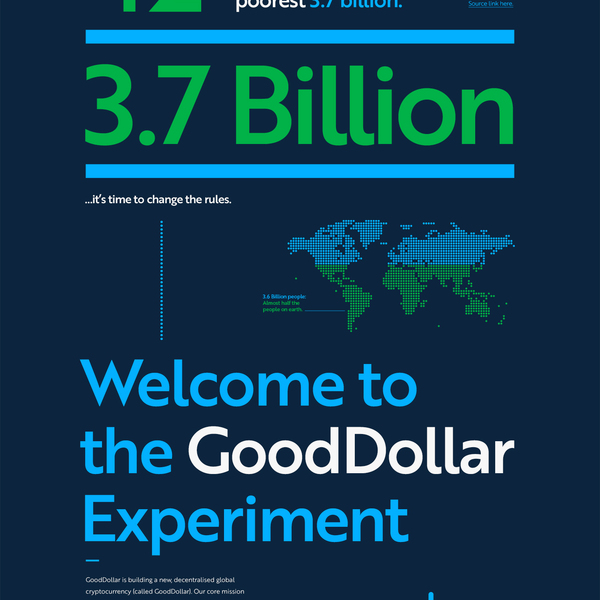 poorest 3.7 billion.
Source link here.
3.7 Billion
...it's time to change the rules.
3.6 Billion people
Almost half the
people on earth.
Welcome to
the GoodDollar
Experiment
GoodDollar is building a new, decentralised global
cryptocurrency (called GoodDollar). Our core mission